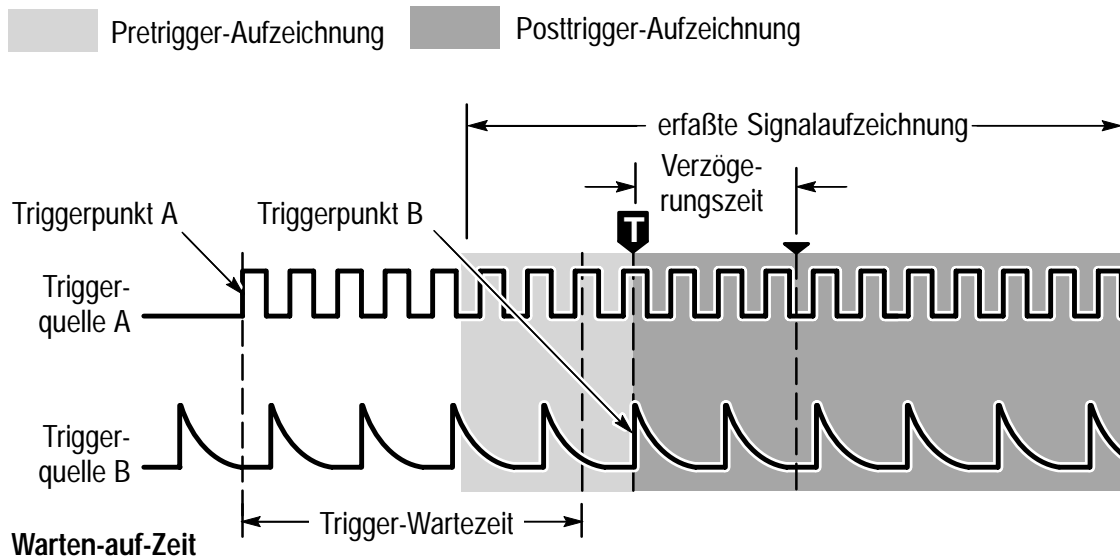 Pretrigger-Aufzeichnung
Posttrigger-Aufzeichnung
erfaßte Signalaufzeichnung
Verzöge-
rungszeit
Triggerpunkt A
Triggerpunkt B
T
Trigger-
quelle A
Trigger-
quelle B
Trigger-Wartezeit
Warten-auf-Zeit